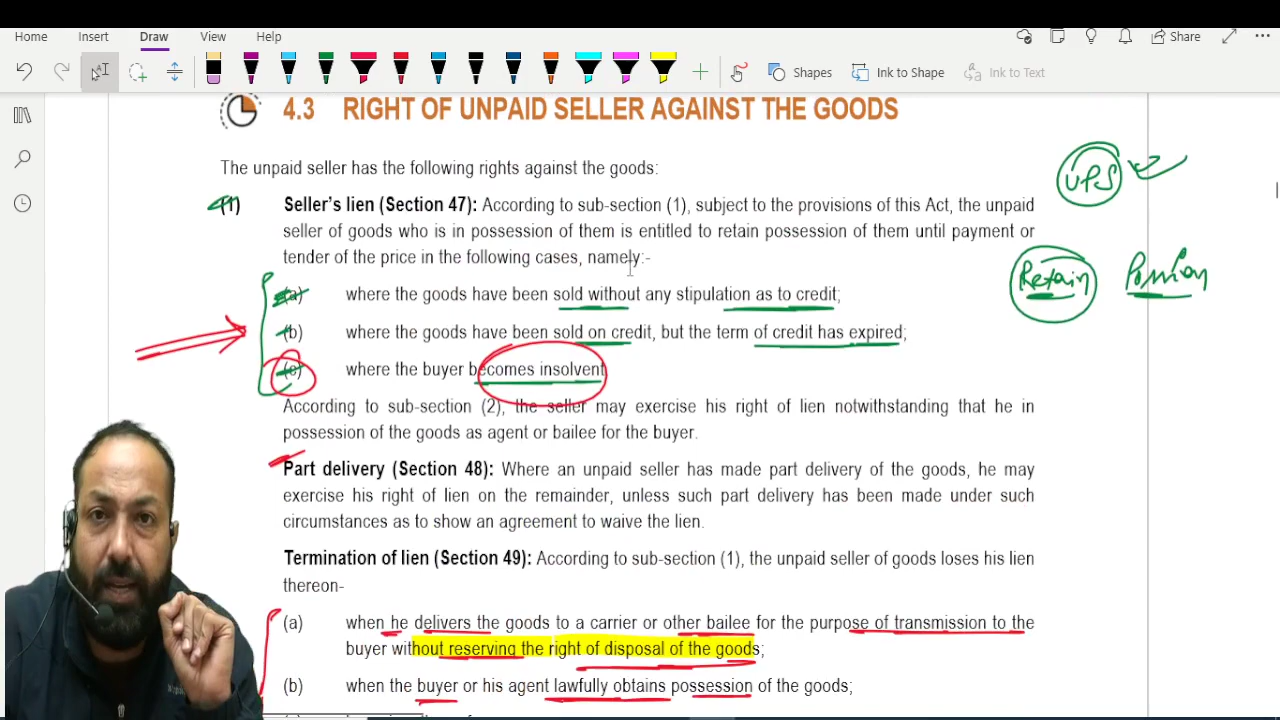 Home Insert Draw View Help
Share
Shapes Ink to Shape Ink to Text
4.3 RIGHT OF UNPAID SELLER AGAINST THE GOODS
The unpaid seller has the following rights against the goods:
UPS
(1) Seller's lien (Section 47): According to sub-section (1), subject to the provisions of this Act, the unpaid
seller of goods who is in possession of them is entitled to retain possession of them until payment or
tender of the price in the following cases, namely:-
Retain
(a) where the goods have been sold without any stipulation as to credit;
(b) where the goods have been sold on credit, but the term of credit has expired;
(c) where the buyer becomes insolvent
According to sub-section (2), the seller may exercise his right of lien notwithstanding that he in
possession of the goods as agent or bailee for the buyer.
Part delivery (Section 48): Where an unpaid seller has made part delivery of the goods, he may
exercise his right of lien on the remainder, unless such part delivery has been made under such
circumstances as to show an agreement to waive the lien.
Termination of lien (Section 49): According to sub-section (1), the unpaid seller of goods loses his lien
thereon-
(a) when he delivers the goods to a carrier or other bailee for the purpose of transmission to the
buyer without reserving the right of disposal of the goods;
(b) when the buyer or his agent lawfully obtains possession of the goods;